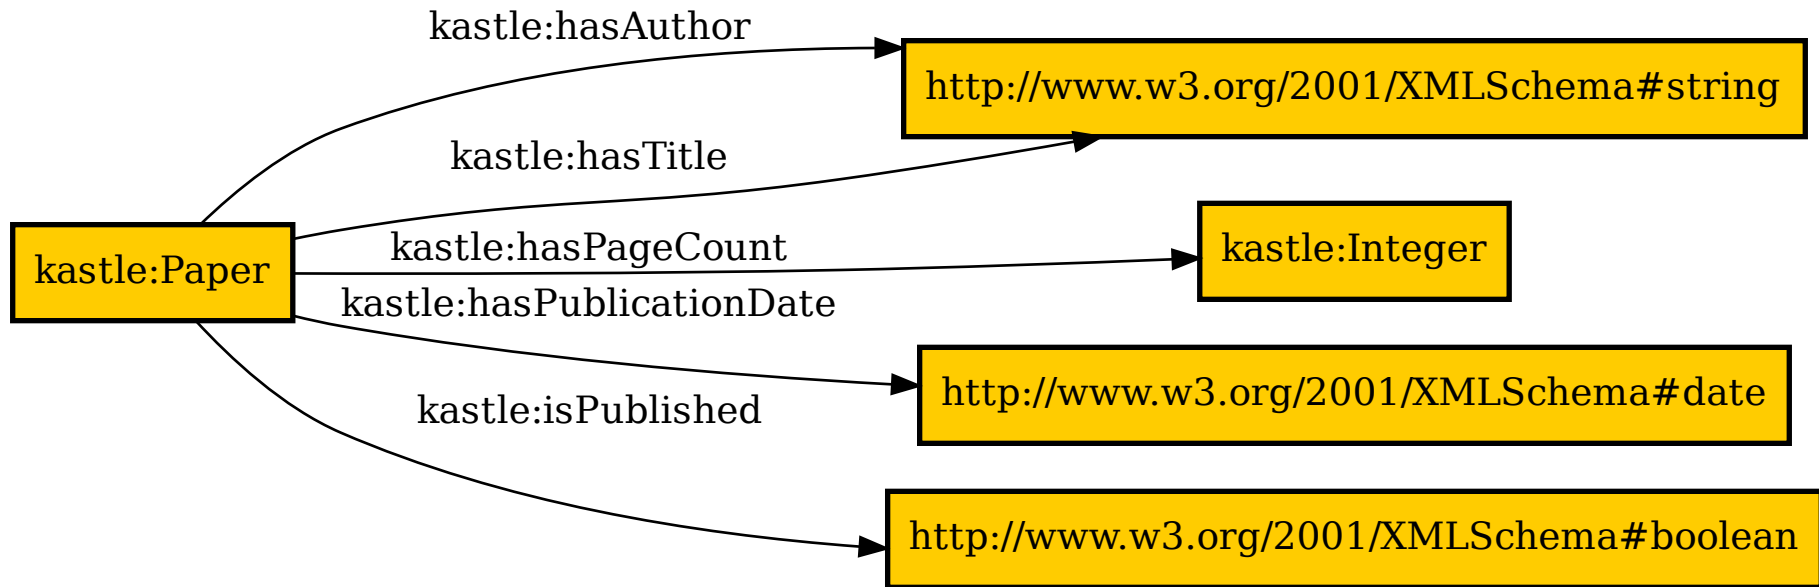 kastle:hasAuthor
http://www.w3.org/2001/XMLSchema#string
kastle:hasTitle
kastle:Paper
kastle:hasPageCount
kastle:Integer
kastle:hasPublicationDate
http://www.w3.org/2001/XMLSchema#date
kastle:isPublished
http://www.w3.org/2001/XMLSchema#boolean